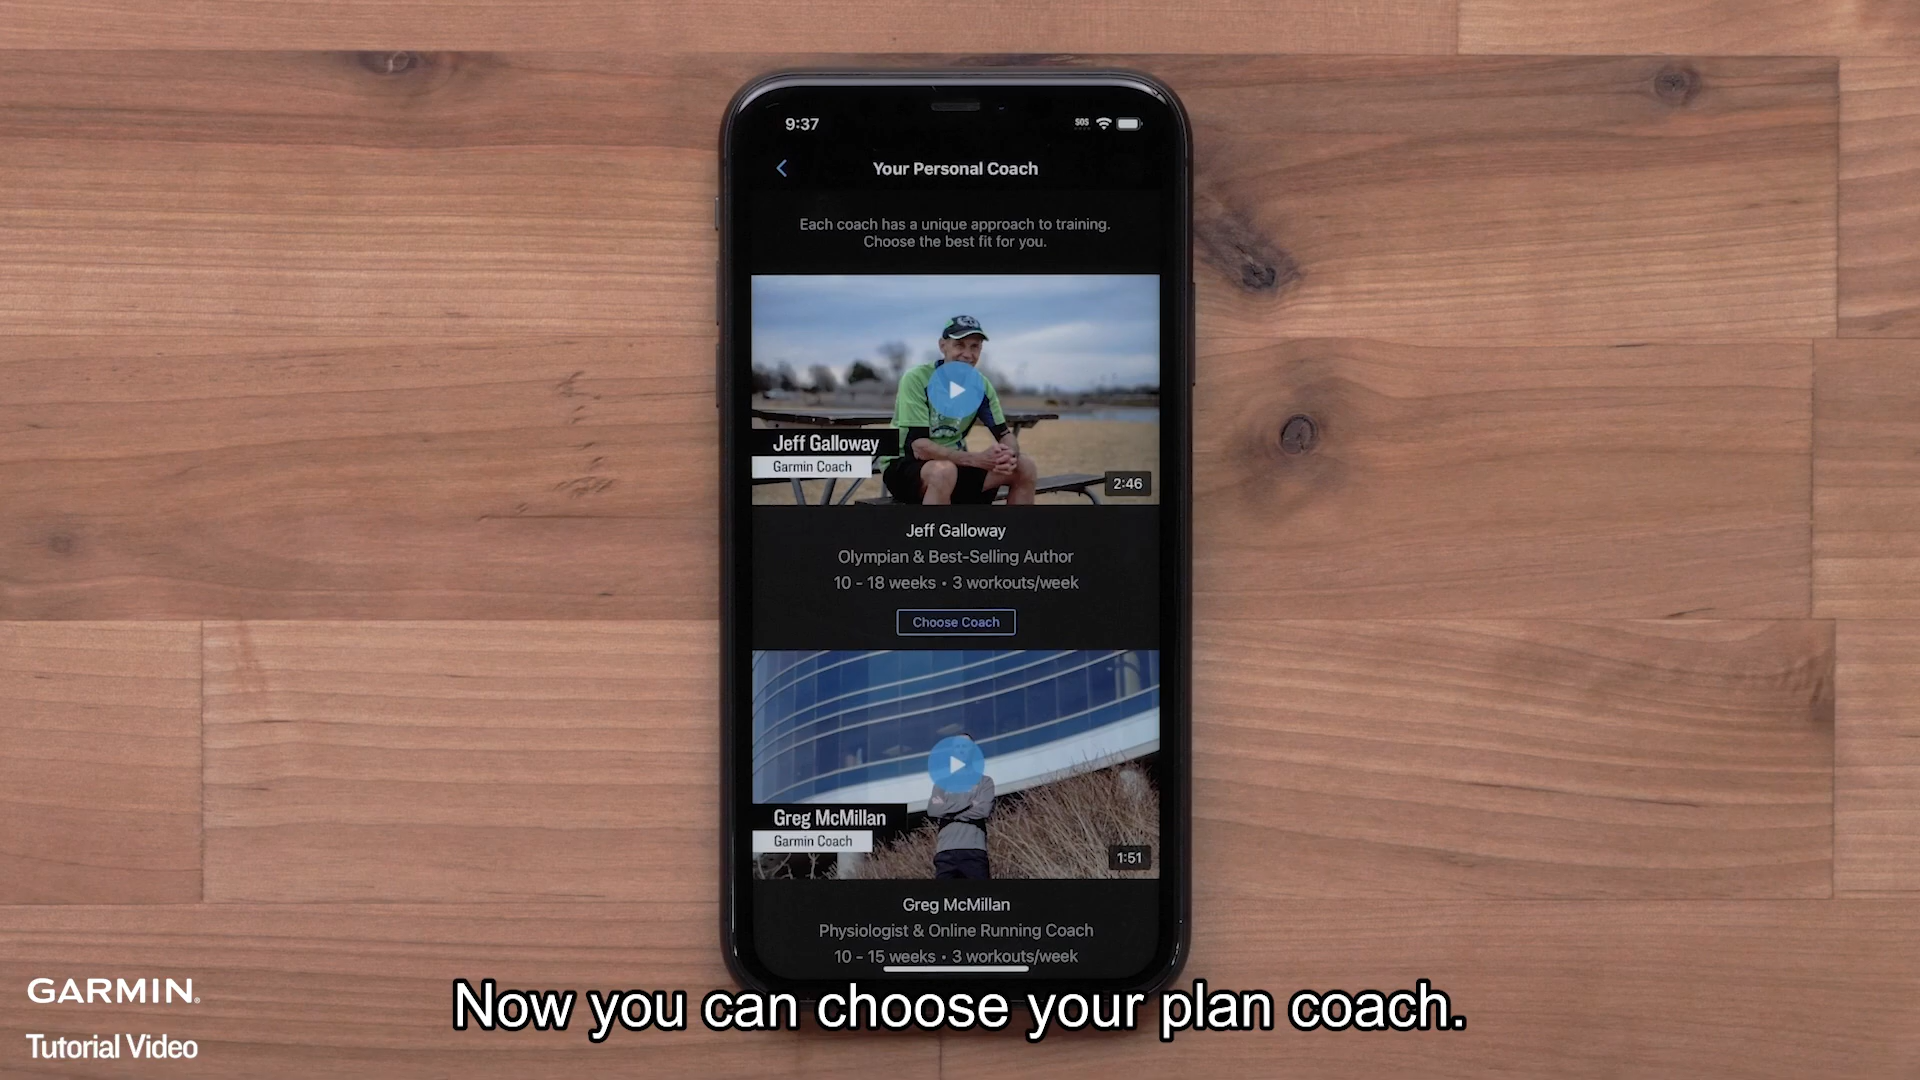 9:37
SOS
Your Personal Coach
Each coach has a unique approach to training.
Choose the best fit for you.
Jeff Galloway
Garmin Coach
2:46
Jeff Galloway
Olympian & Best-Selling Author
10 - 18 weeks • 3 workouts/week
Choose Coach
Greg McMillan
Garmin Coach
1:51
Greg McMillan
Physiologist & Online Running Coach
10 - 15 weeks • 3 workouts/week
Now you can choose your plan coach.
GARMIN®
Tutorial Video